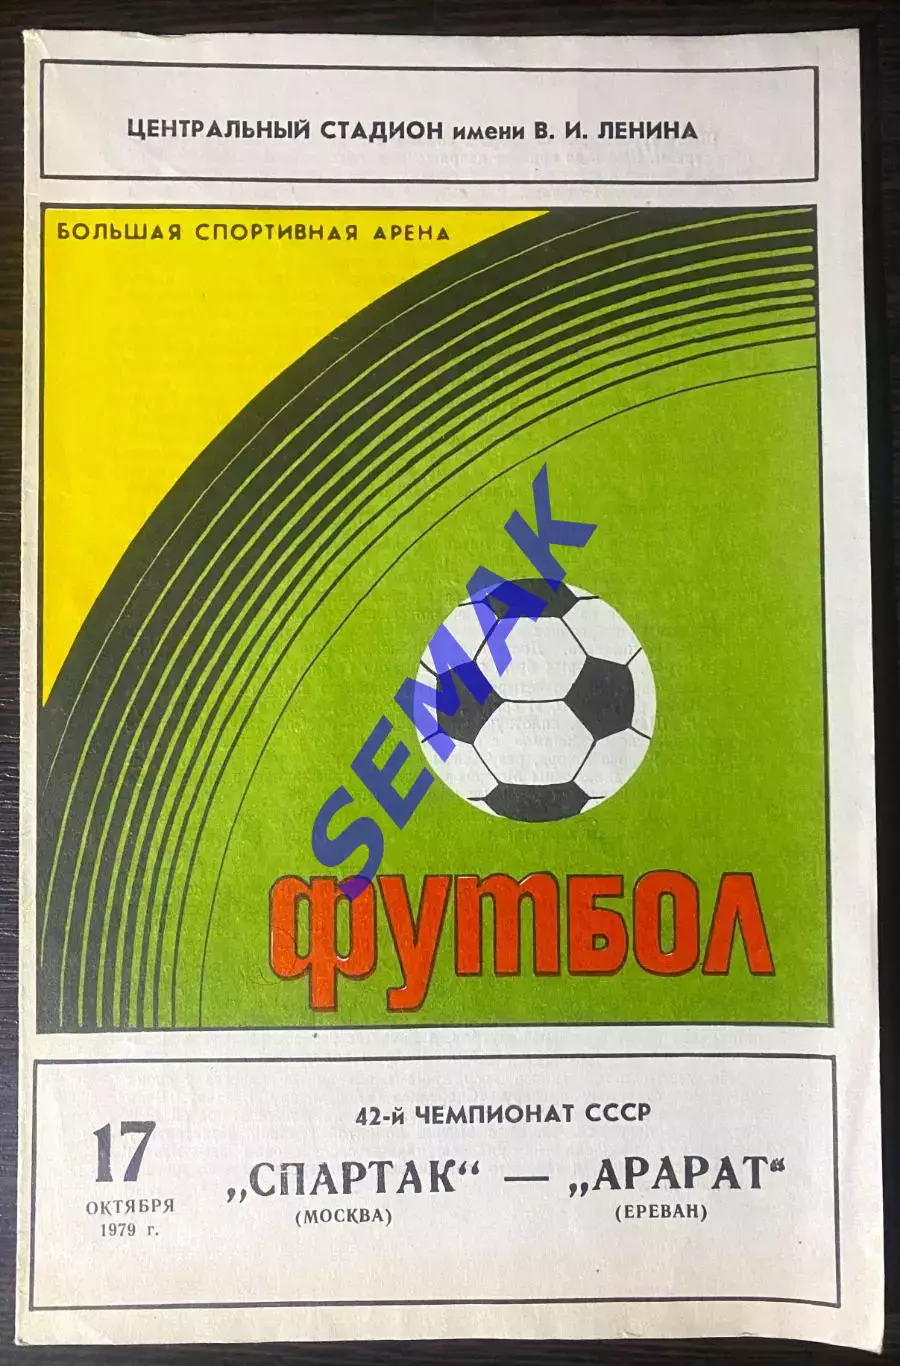 ЦЕНТРАЛЬНЫЙ СТАДИОН имени В. И. ЛЕНИНА
БОЛЬШАЯ СПОРТИВНАЯ АРЕНА
SEMAK
ФУТБОЛ
42-й ЧЕМПИОНАТ СССР
17
ОКТЯБРЯ
1979 г.
„СПАРТАК“ — „АРАРАТ“
(МОСКВА) (ЕРЕВАН)